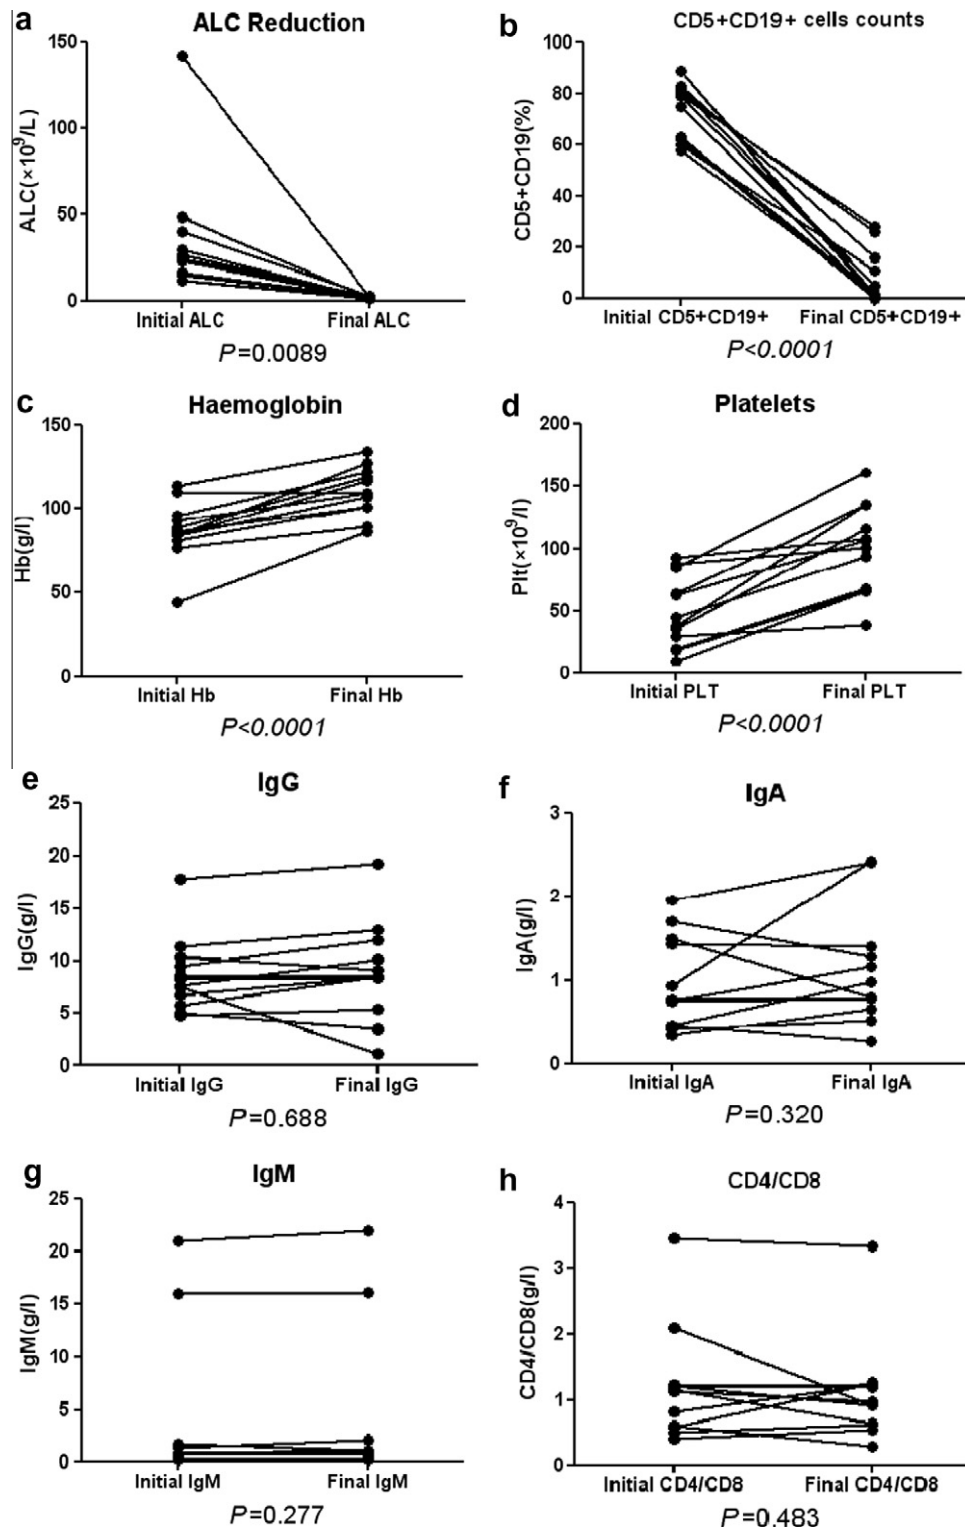 a
ALC Reduction
ALC(×10⁹/L)
150
100
50
0
Initial ALC
Final ALC
P=0.0089
b
CD5+CD19+ cells counts
CD5+CD19(%)
100
80
60
40
20
0
Initial CD5+CD19+
Final CD5+CD19+
P<0.0001
c
Haemoglobin
Hb(g/l)
150
100
50
0
Initial Hb
Final Hb
P<0.0001
d
Platelets
Plt(×10⁹/l)
200
150
100
50
0
Initial PLT
Final PLT
P<0.0001
e
IgG
IgG(g/l)
25
20
15
10
5
0
Initial IgG
Final IgG
P=0.688
f
IgA
IgA(g/l)
3
2
1
0
Initial IgA
Final IgA
P=0.320
g
IgM
IgM(g/l)
25
20
15
10
5
0
Initial IgM
Final IgM
P=0.277
h
CD4/CD8
CD4/CD8(g/l)
4
3
2
1
0
Initial CD4/CD8
Final CD4/CD8
P=0.483